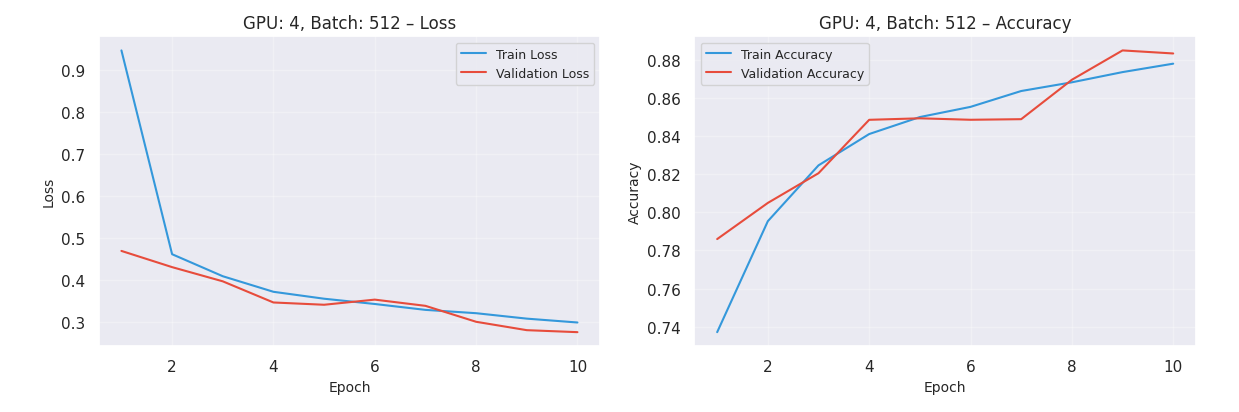 GPU: 4, Batch: 512 – Loss
Train Loss
Validation Loss
0.9
0.8
0.7
0.6
0.5
0.4
0.3
Loss
2
4
6
8
10
Epoch
GPU: 4, Batch: 512 – Accuracy
Train Accuracy
Validation Accuracy
0.88
0.86
0.84
0.82
0.80
0.78
0.76
0.74
Accuracy
2
4
6
8
10
Epoch